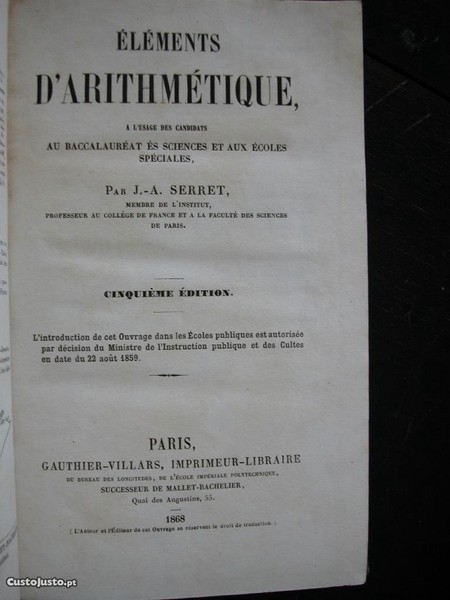 ÉLÉMENTS
D'ARITHMÉTIQUE,
A L'USAGE DES CANDIDATS
AU BACCALAURÉAT ÈS SCIENCES ET AUX ÉCOLES
SPÉCIALES,
PAR J.-A. SERRET,
MEMBRE DE L'INSTITUT,
PROFESSEUR AU COLLÉGE DE FRANCE ET A LA FACULTÉ DES SCIENCES
DE PARIS.
CINQUIÈME ÉDITION.
L'introduction de cet Ouvrage dans les Écoles publiques est autorisée
par décision du Ministre de l'Instruction publique et des Cultes
en date du 22 août 1859.
PARIS,
GAUTHIER-VILLARS, IMPRIMEUR-LIBRAIRE
DU BUREAU DES LONGITUDES, DE L'ÉCOLE IMPÉRIALE POLYTECHNIQUE,
SUCCESSEUR DE MALLET-BACHELIER,
Quai des Augustins, 55.
1868
(L'Auteur et l'Éditeur de cet Ouvrage se réservent le droit de traduction)
CustoJusto.pt